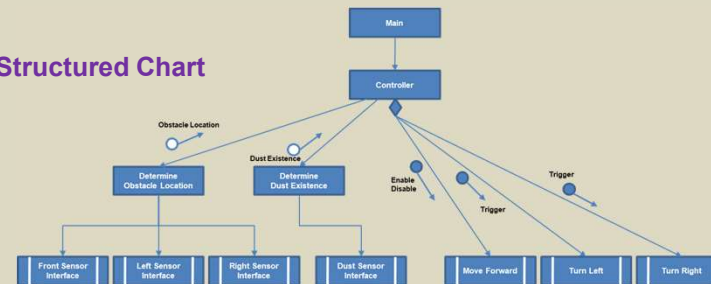 Main
Structured Chart
Controller
Obstacle Location
Dust Existence
Determine
Obstacle Location
Determine
Dust Existence
Enable
Disable
Trigger
Trigger
Front Sensor
Interface
Left Sensor
Interface
Right Sensor
Interface
Dust Sensor
Interface
Move Forward
Turn Left
Turn Right